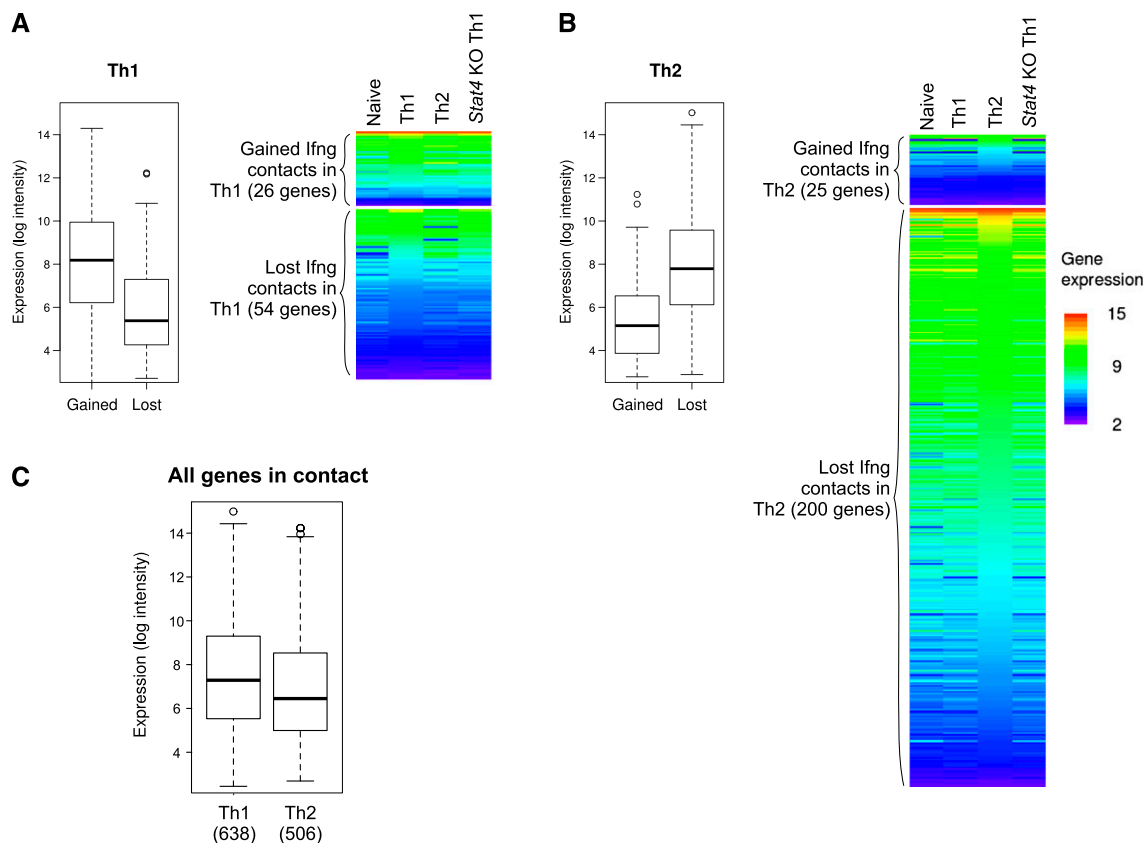 A
Th1
Expression (log intensity)
14
12
10
8
6
4
Gained
Lost
Naive
Th1
Th2
Stat4 KO Th1
Gained Ifng
contacts in
Th1 (26 genes)
Lost Ifng
contacts in
Th1 (54 genes)
B
Th2
Expression (log intensity)
14
12
10
8
6
4
Gained
Lost
Naive
Th1
Th2
Stat4 KO Th1
Gained Ifng
contacts in
Th2 (25 genes)
Lost Ifng
contacts in
Th2 (200 genes)
Gene
expression
15
9
2
C
All genes in contact
Expression (log intensity)
14
12
10
8
6
4
Th1
(638)
Th2
(506)